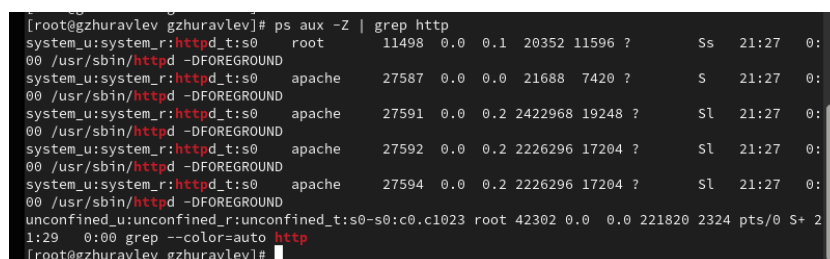 [root@gzhuravlev gzhuravlev]# ps aux -Z | grep http
system_u:system_r:httpd_t:s0    root       11498  0.0  0.1  20352 11596 ?        Ss   21:27   0:
00 /usr/sbin/httpd -DFOREGROUND
system_u:system_r:httpd_t:s0    apache     27587  0.0  0.0  21688  7420 ?        S    21:27   0:
00 /usr/sbin/httpd -DFOREGROUND
system_u:system_r:httpd_t:s0    apache     27591  0.0  0.2 2422968 19248 ?       Sl   21:27   0:
00 /usr/sbin/httpd -DFOREGROUND
system_u:system_r:httpd_t:s0    apache     27592  0.0  0.2 2226296 17204 ?       Sl   21:27   0:
00 /usr/sbin/httpd -DFOREGROUND
system_u:system_r:httpd_t:s0    apache     27594  0.0  0.2 2226296 17204 ?       Sl   21:27   0:
00 /usr/sbin/httpd -DFOREGROUND
unconfined_u:unconfined_r:unconfined_t:s0-s0:c0.c1023 root 42302 0.0  0.0 221820 2324 pts/0 S+ 2
1:29   0:00 grep --color=auto http
[root@gzhuravlev gzhuravlev]#